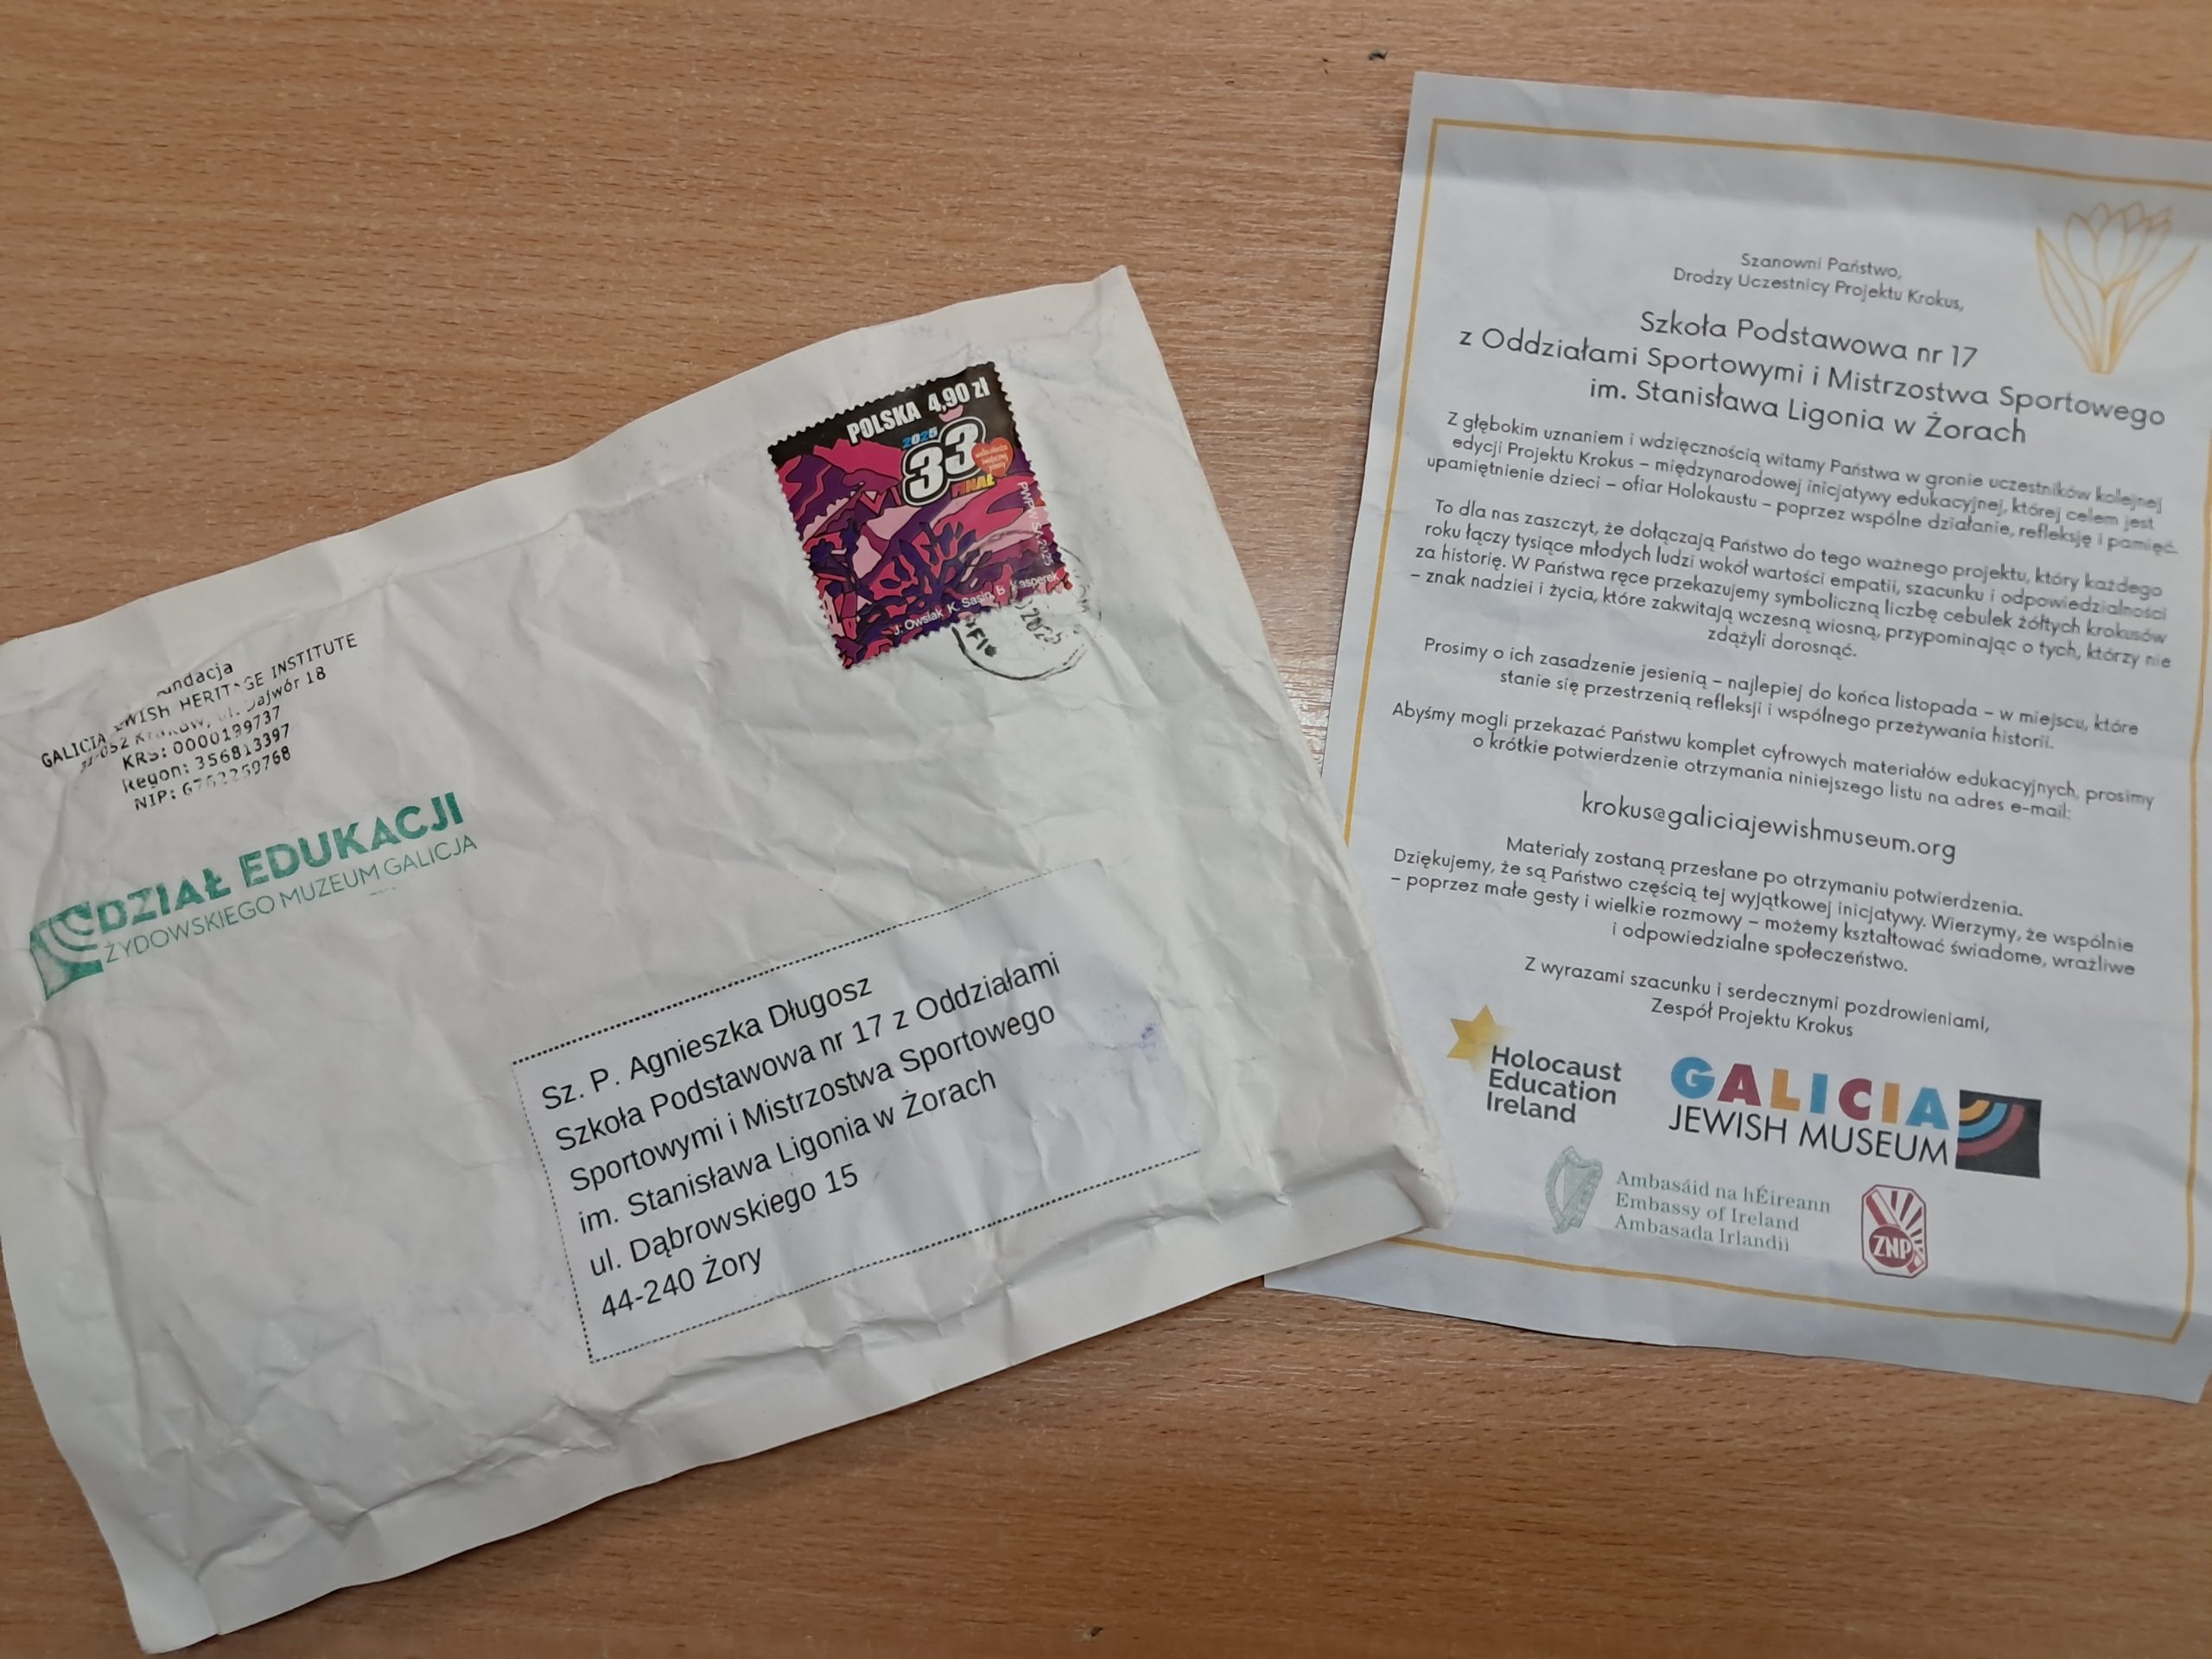 POLSKA 4,90 zł
2025
33
FINAŁ
PWPW SA 2025
J. Owsiak K. Sasin B. Kasperek
2025
GALICIA JEWISH HERITAGE INSTITUTE
KRS: 0000199737
Regon: 356813397
NIP: 6762259768
DZIAŁ EDUKACJI
ŻYDOWSKIEGO MUZEUM GALICJA
Sz. P. Agnieszka Długosz
Szkoła Podstawowa nr 17 z Oddziałami
Sportowymi i Mistrzostwa Sportowego
im. Stanisława Ligonia w Żorach
ul. Dąbrowskiego 15
44-240 Żory
Szanowni Państwo,
Drodzy Uczestnicy Projektu Krokus,
Szkoła Podstawowa nr 17
z Oddziałami Sportowymi i Mistrzostwa Sportowego
im. Stanisława Ligonia w Żorach
Z głębokim uznaniem i wdzięcznością witamy Państwa w gronie uczestników kolejnej
edycji Projektu Krokus – międzynarodowej inicjatywy edukacyjnej, której celem jest
upamiętnienie dzieci – ofiar Holokaustu – poprzez wspólne działanie, refleksję i pamięć.
To dla nas zaszczyt, że dołączają Państwo do tego ważnego projektu, który każdego
roku łączy tysiące młodych ludzi wokół wartości empatii, szacunku i odpowiedzialności
za historię. W Państwa ręce przekazujemy symboliczną liczbę cebulek żółtych krokusów
– znak nadziei i życia, które zakwitają wczesną wiosną, przypominając o tych, którzy nie
zdążyli dorosnąć.
Prosimy o ich zasadzenie jesienią – najlepiej do końca listopada – w miejscu, które
stanie się przestrzenią refleksji i wspólnego przeżywania historii.
Abyśmy mogli przekazać Państwu komplet cyfrowych materiałów edukacyjnych, prosimy
o krótkie potwierdzenie otrzymania niniejszego listu na adres e-mail:
krokus@galiciajewishmuseum.org
Materiały zostaną przesłane po otrzymaniu potwierdzenia.
Dziękujemy, że są Państwo częścią tej wyjątkowej inicjatywy. Wierzymy, że wspólnie
– poprzez małe gesty i wielkie rozmowy – możemy kształtować świadome, wrażliwe
i odpowiedzialne społeczeństwo.
Z wyrazami szacunku i serdecznymi pozdrowieniami,
Zespół Projektu Krokus
Holocaust
Education
Ireland
GALICIA
JEWISH MUSEUM
Ambasáid na hÉireann
Embassy of Ireland
Ambasada Irlandii
ZNP